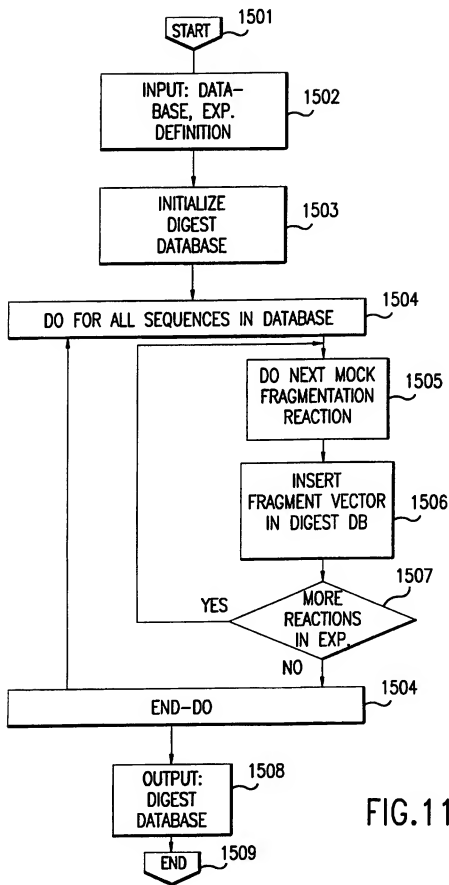 START
1501
INPUT: DATA-
BASE, EXP.
DEFINITION
1502
INITIALIZE
DIGEST
DATABASE
1503
DO FOR ALL SEQUENCES IN DATABASE
1504
DO NEXT MOCK
FRAGMENTATION
REACTION
1505
INSERT
FRAGMENT VECTOR
IN DIGEST DB
1506
MORE
REACTIONS
IN EXP.
1507
YES
NO
END-DO
1504
OUTPUT:
DIGEST
DATABASE
1508
END
1509
FIG.11